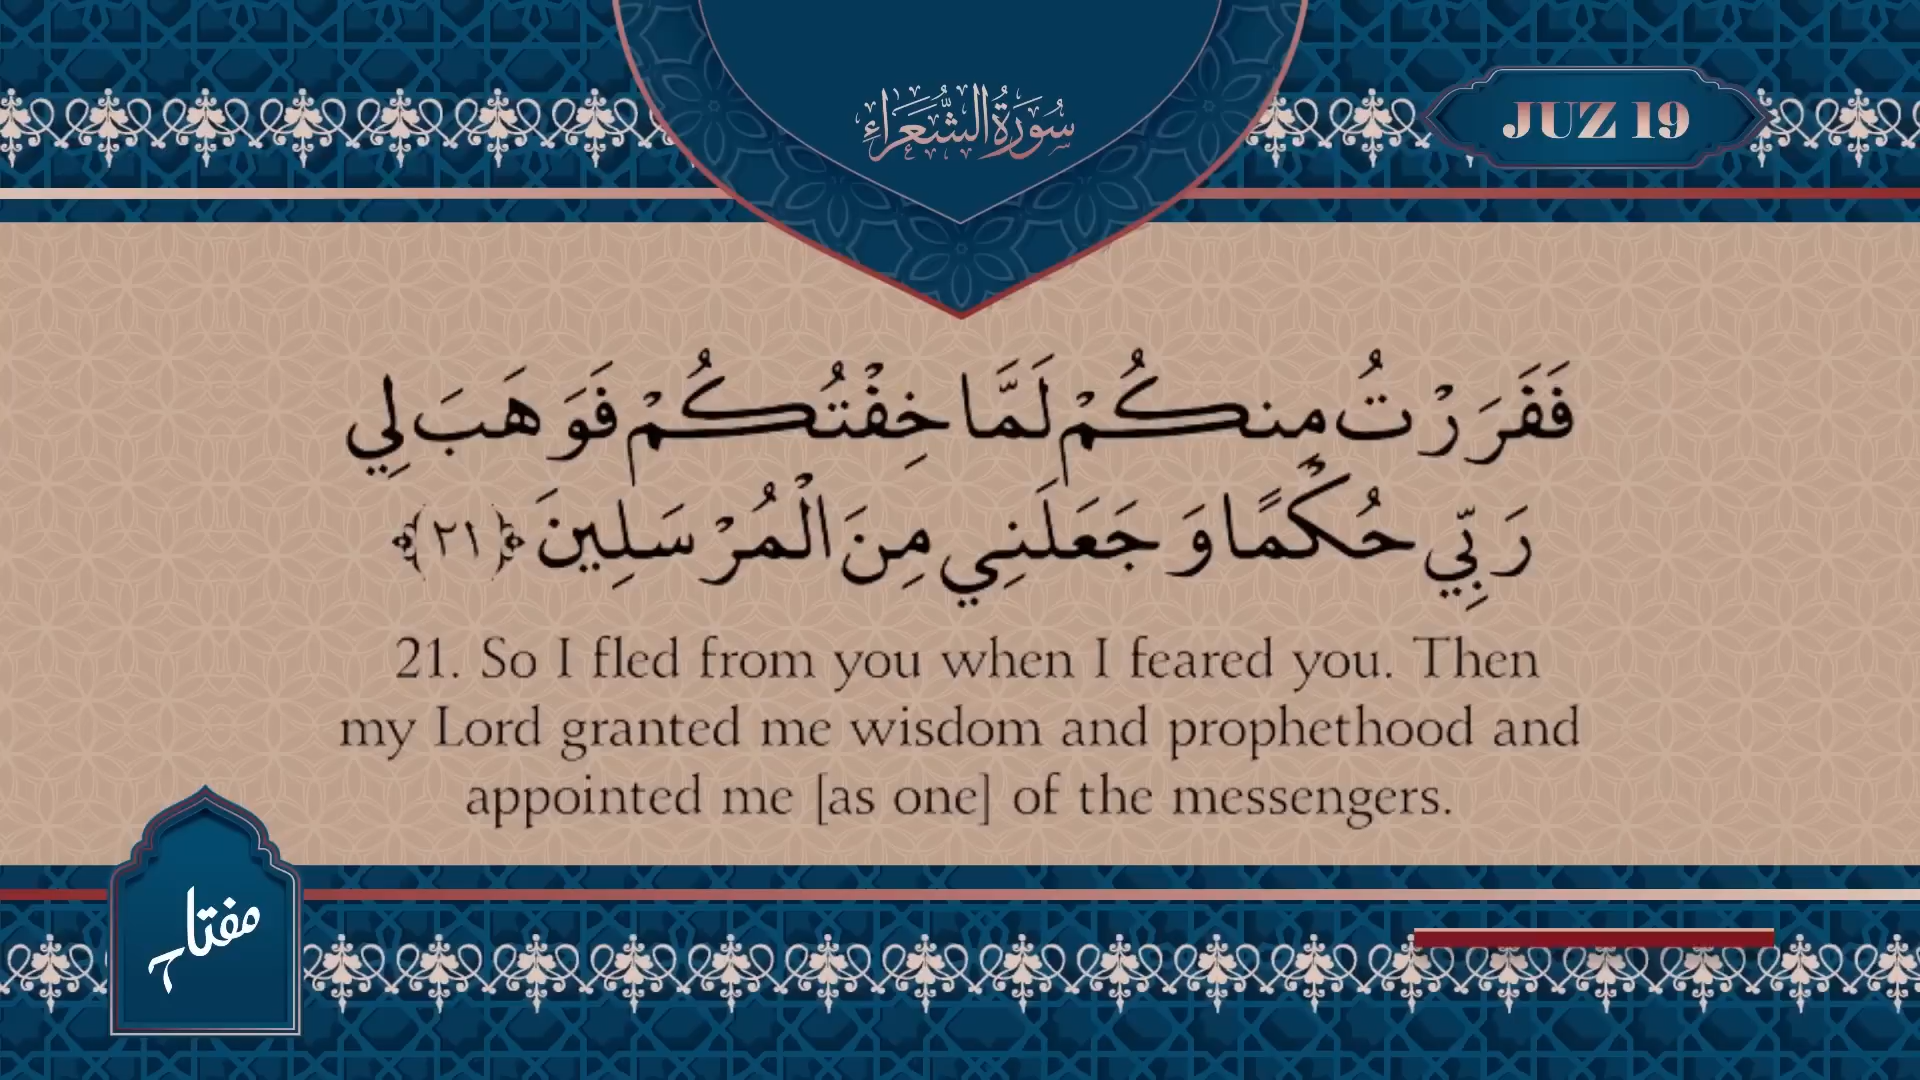 سُورَةُ الشُّعَرَاءِ
JUZ 19
فَفَرَرْتُ مِنكُمْ لَمَّا خِفْتُكُمْ فَوَهَبَ لِي
رَبِّي حُكْمًا وَجَعَلَنِي مِنَ الْمُرْسَلِينَ ﴿٢١﴾
21. So I fled from you when I feared you. Then
my Lord granted me wisdom and prophethood and
appointed me [as one] of the messengers.
مفتاح